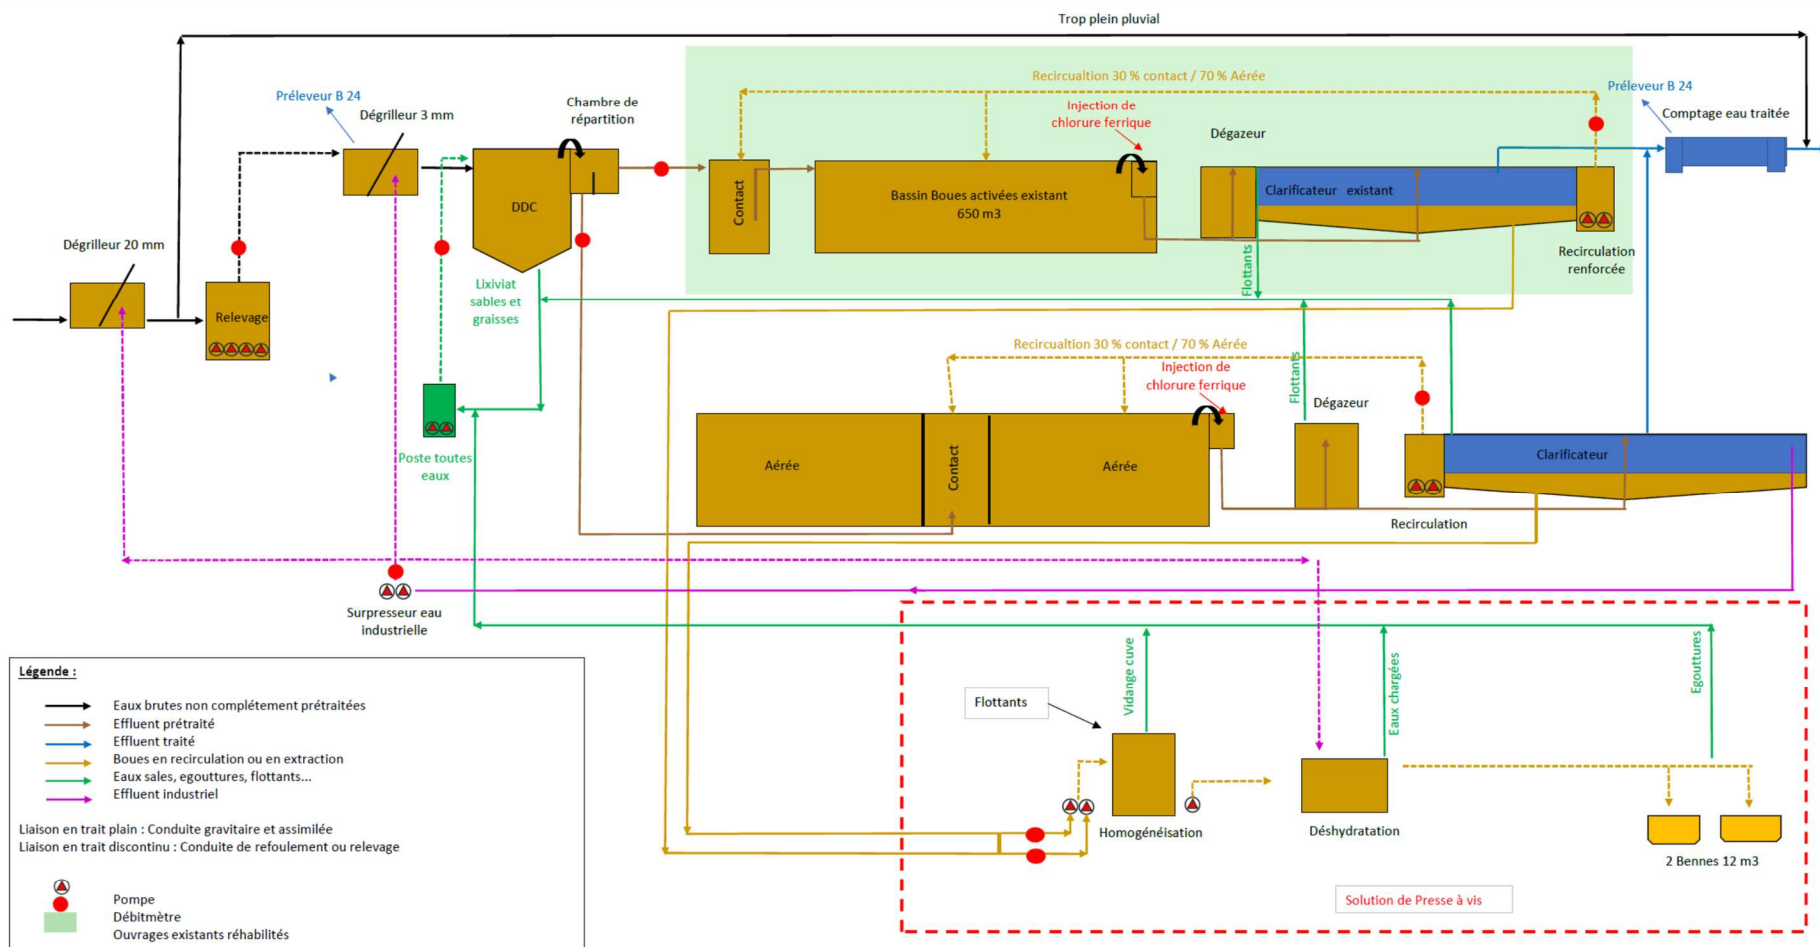 Trop plein pluvial
Recircualtion 30 % contact / 70 % Aérée
Préleveur B 24
Dégrilleur 3 mm
Chambre de
répartition
Injection de
chlorure ferrique
Dégazeur
Préleveur B 24
Comptage eau traitée
DDC
Contact
Bassin Boues activées existant
650 m3
Clarificateur existant
Dégrilleur 20 mm
Relevage
Lixiviat
sables et
graisses
Flottants
Recirculation
renforcée
Recircualtion 30 % contact / 70 % Aérée
Injection de
chlorure ferrique
Flottants
Dégazeur
Poste toutes
eaux
Aérée
Contact
Aérée
Clarificateur
Recirculation
Surpresseur eau
industrielle
Légende :
Eaux brutes non complétement prétraitées
Effluent prétraité
Effluent traité
Boues en recirculation ou en extraction
Eaux sales, egouttures, flottants...
Effluent industriel
Liaison en trait plain : Conduite gravitaire et assimilée
Liaison en trait discontinu : Conduite de refoulement ou relevage
Pompe
Débitmètre
Ouvrages existants réhabilités
Flottants
Vidange cuve
Eaux chargées
Egouttures
Homogénéisation
Déshydratation
2 Bennes 12 m3
Solution de Presse à vis